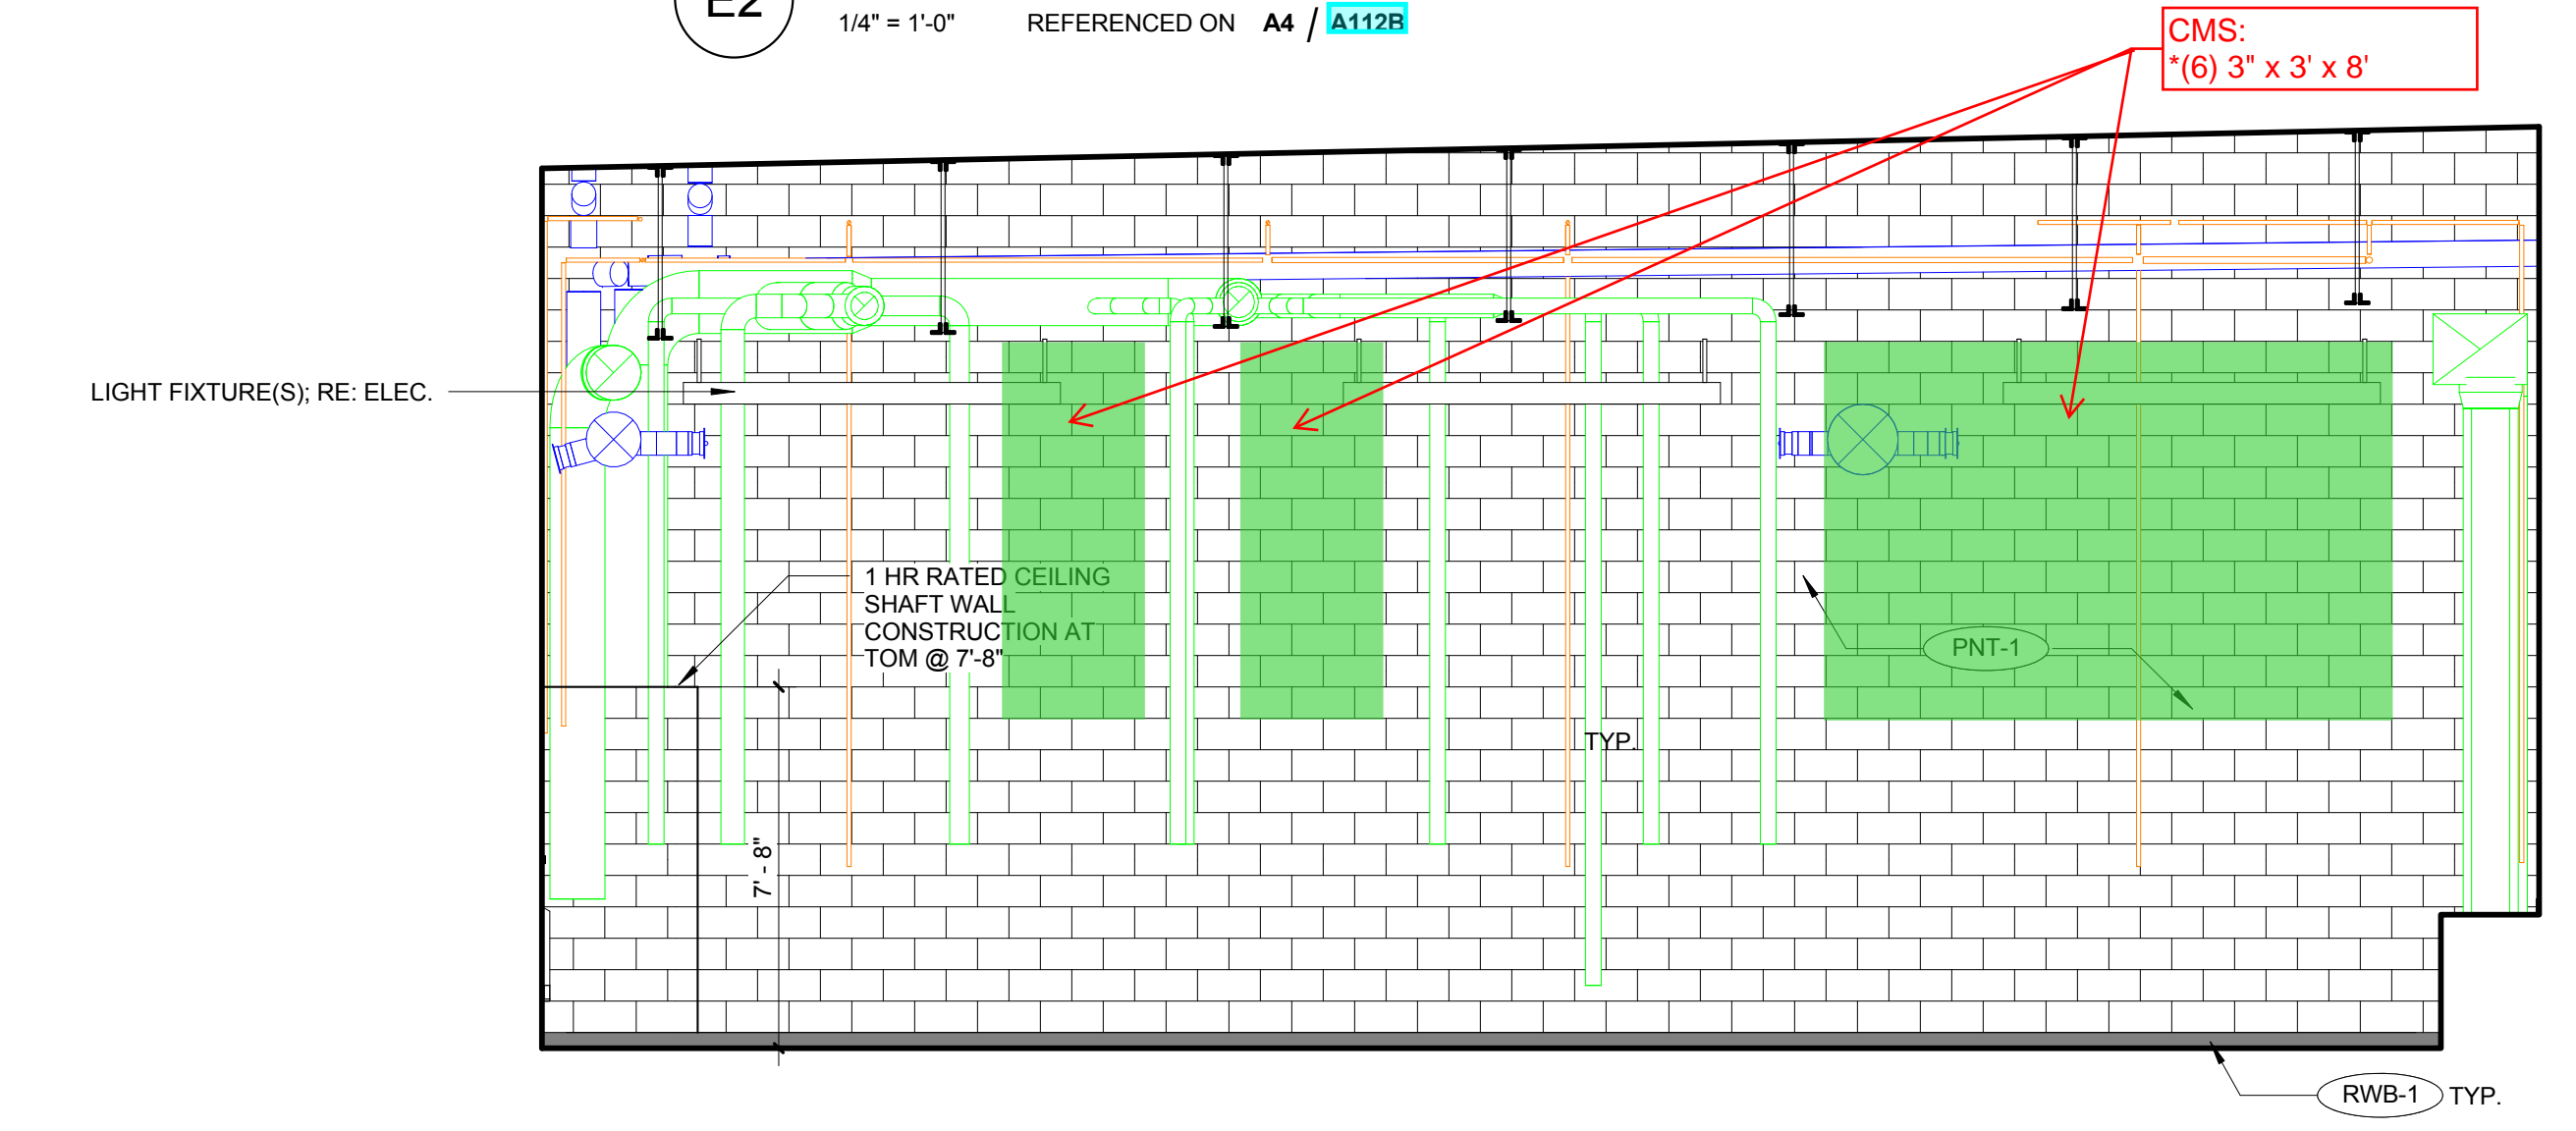 E2
1/4" = 1'-0" REFERENCED ON A4 / A112B
CMS:
*(6) 3" x 3' x 8'
LIGHT FIXTURE(S); RE: ELEC.
1 HR RATED CEILING
SHAFT WALL
CONSTRUCTION AT
TOM @ 7'-8"
PNT-1
TYP.
7' - 8"
RWB-1 TYP.